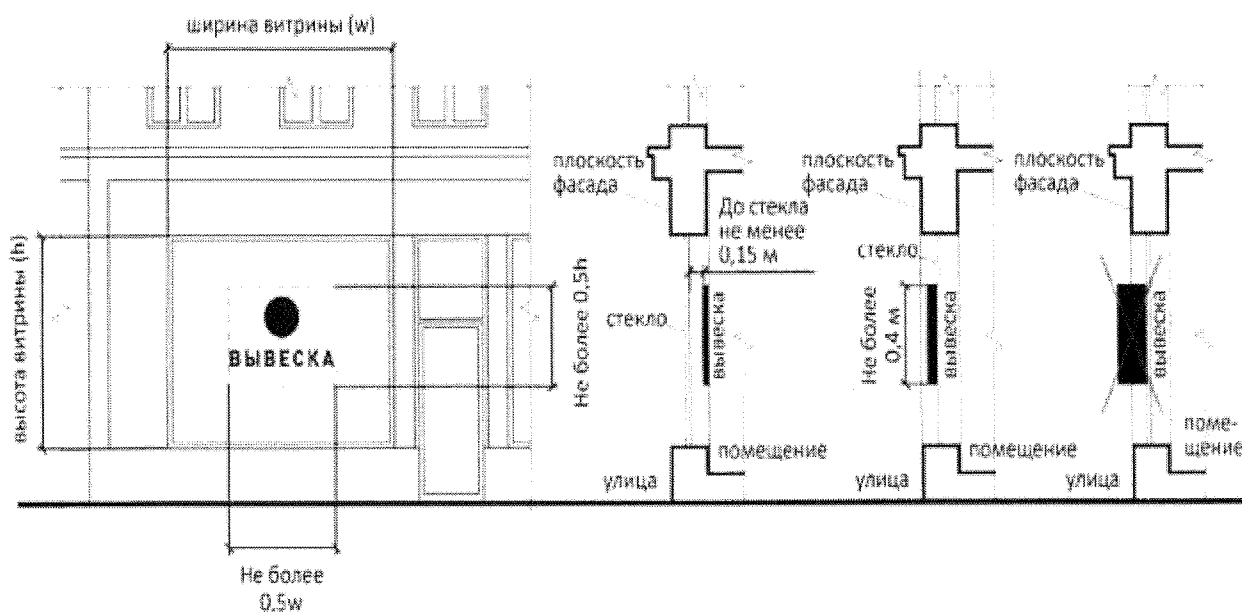 ширина витрины (w)
высота витрины (h)
ВЫВЕСКА
Не более 0,5h
Не более
0,5w
плоскость
фасада
До стекла
не менее
0,15 м
стекло
вывеска
помещение
улица
плоскость
фасада
стекло
Не более
0,4 м
вывеска
помещение
улица
плоскость
фасада
вывеска
поме-
щение
улица